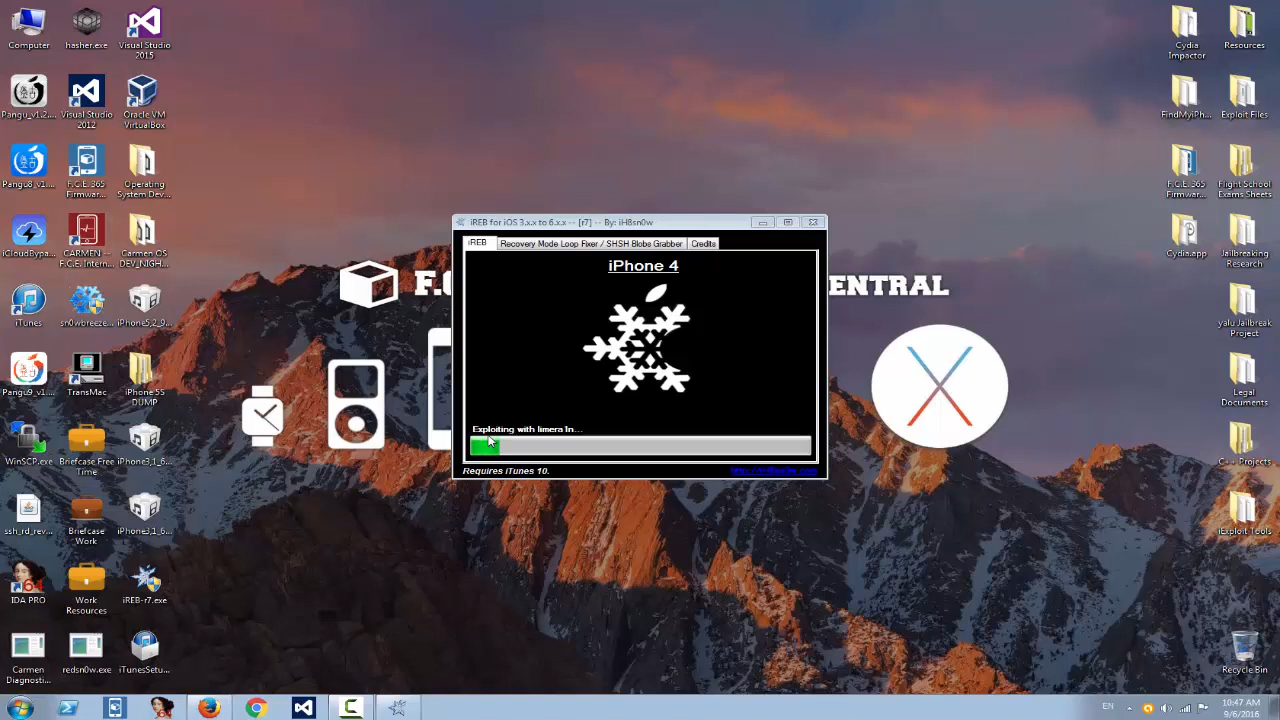 Computer
hasher.exe
Visual Studio
2015
Pangu_v1.2....
Visual Studio
2012
Oracle VM
VirtualBox
Pangu8_v1....
F.C.E. 365
Firmwar...
Operating
System Dev...
iCloudBypa...
CARMEN --
F.C.E. Intern...
Carmen OS
DEV_NIGH...
iTunes
sn0wbreeze...
iPhone5,2_9...
Pangu9_v1....
TransMac
iPhone 5S
DUMP
WinSCP.exe
Briefcase Free
Time
iPhone3,1_6...
ssh_rd_rev...
Briefcase
Work
iPhone3,1_6...
64
IDA PRO
Work
Resources
iREB-r7.exe
Carmen
Diagnosti...
redsn0w.exe
iTunesSetu...
iREB for iOS 3.x.x to 6.x.x -- [r7] -- By: iH8sn0w
iREB
Recovery Mode Loop Fixer / SHSH Blobs Grabber
Credits
iPhone 4
Exploiting with limera1n...
Requires iTunes 10.
F.
ENTRAL
Cydia
Impactor
Resources
FindMyiPh...
Exploit Files
F.C.E. 365
Firmwar...
Flight School
Exams Sheets
Cydia.app
Jailbreaking
Research
yalu Jailbreak
Project
Legal
Documents
C++ Projects
iExploit Tools
Recycle Bin
64
EN
10:47 AM
9/6/2016